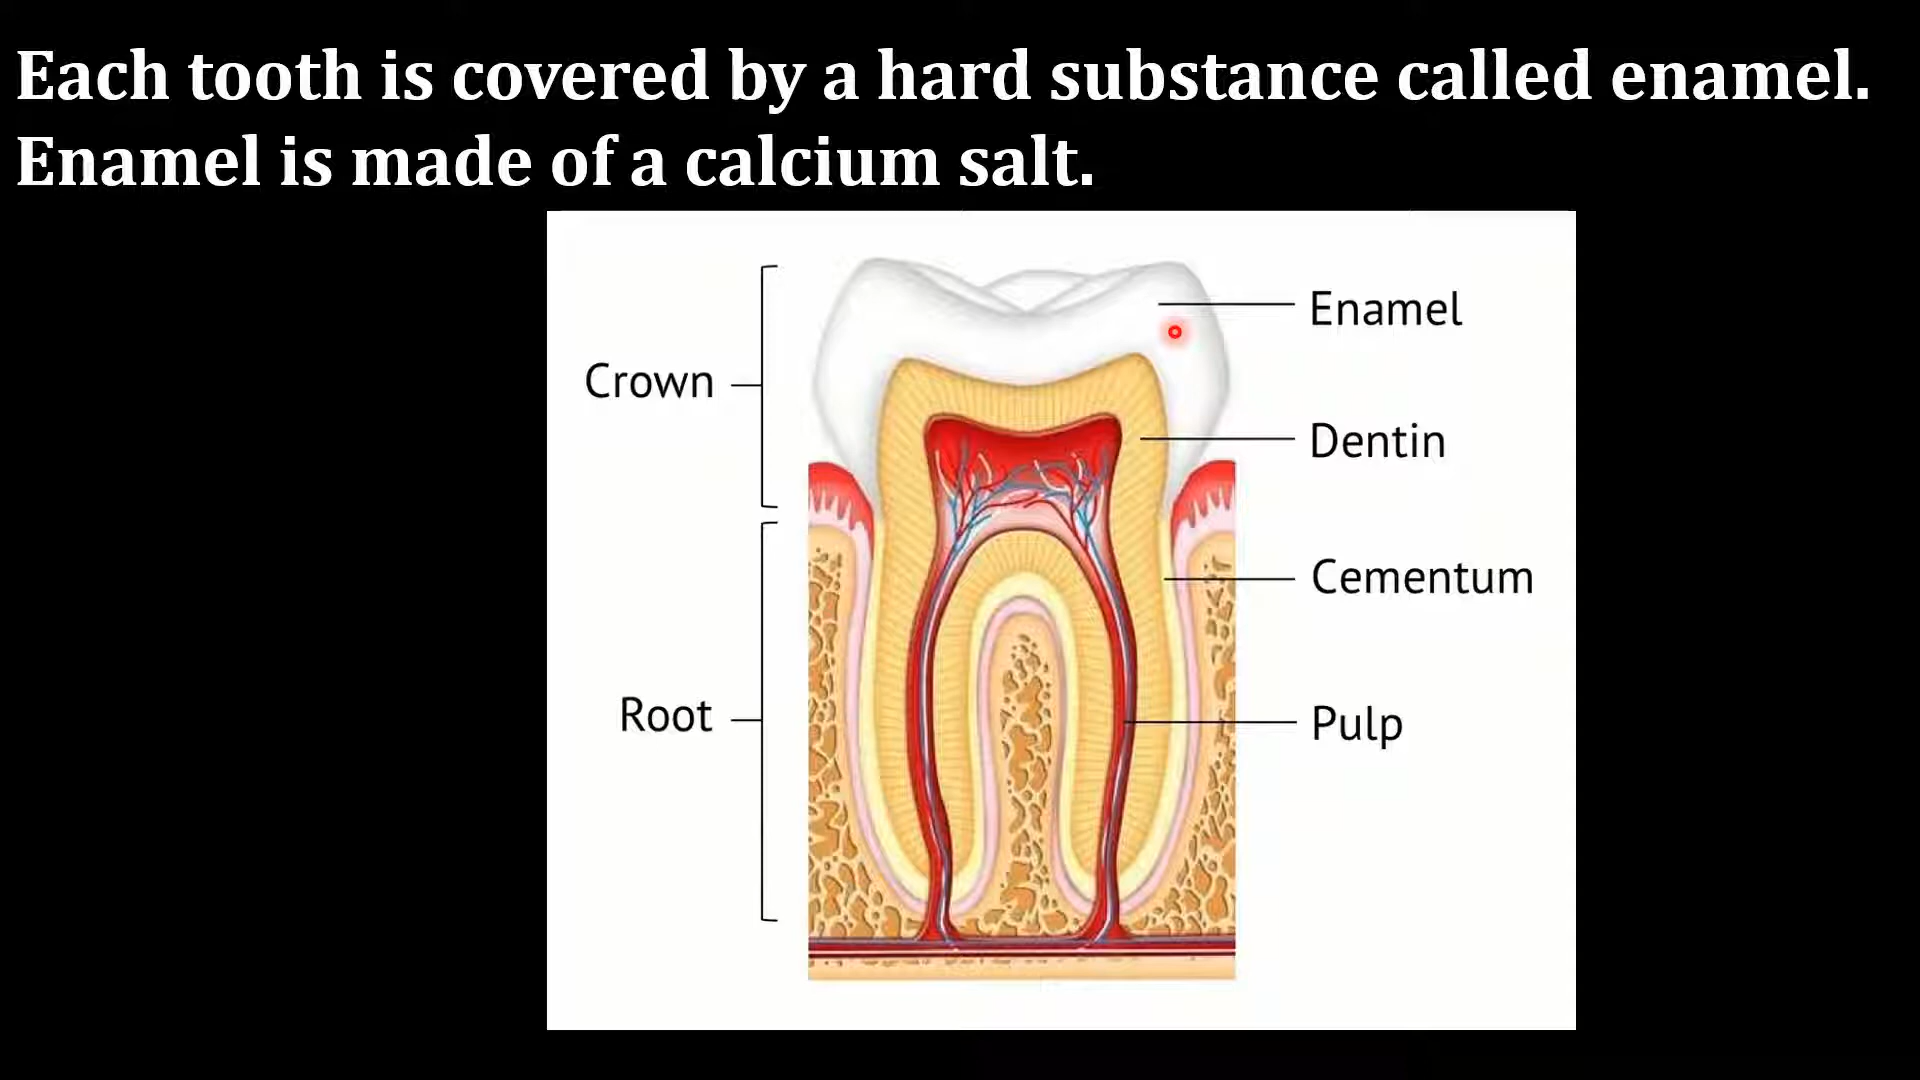 Each tooth is covered by a hard substance called enamel.
Enamel is made of a calcium salt.
Enamel
Crown
Dentin
Cementum
Root
Pulp